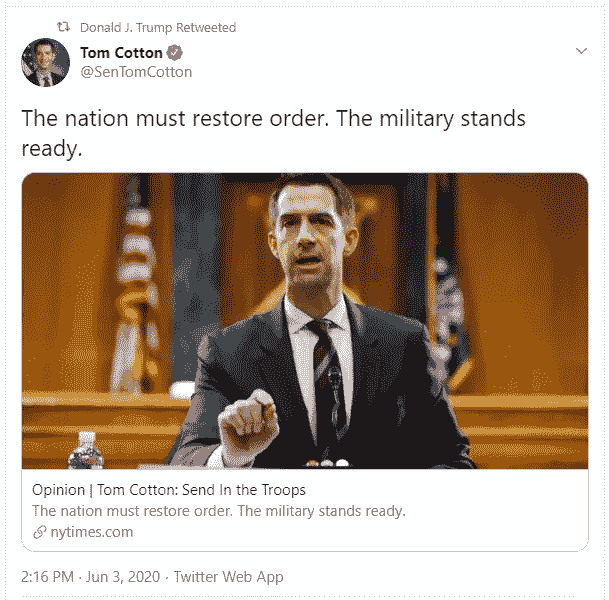 Donald J. Trump Retweeted
Tom Cotton
@SenTomCotton
The nation must restore order. The military stands
ready.
Opinion | Tom Cotton: Send In the Troops
The nation must restore order. The military stands ready.
nytimes.com
2:16 PM · Jun 3, 2020 · Twitter Web App